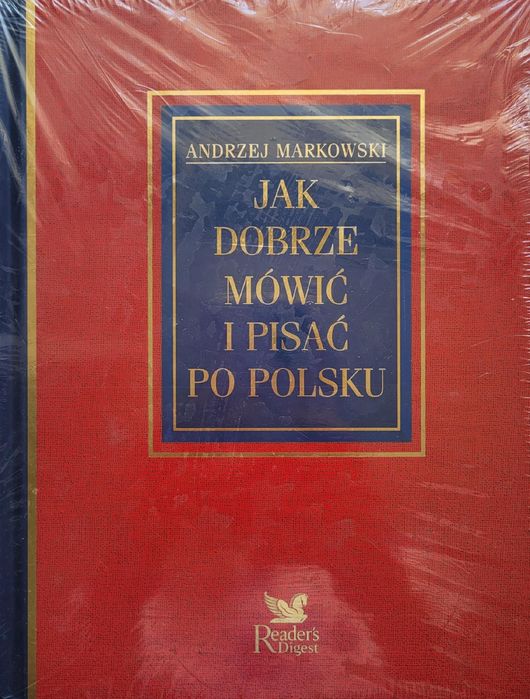 ANDRZEJ MARKOWSKI
JAK
DOBRZE
MÓWIĆ
I PISAĆ
PO POLSKU
Reader's
Digest